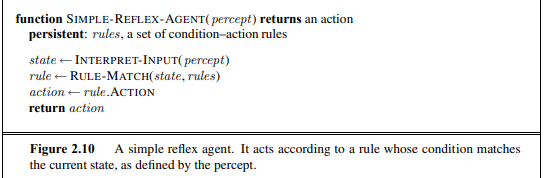 function SIMPLE-REFLEX-AGENT(percept) returns an action
persistent: rules, a set of condition–action rules
state ← INTERPRET-INPUT(percept)
rule ← RULE-MATCH(state, rules)
action ← rule.ACTION
return action
Figure 2.10 A simple reflex agent. It acts according to a rule whose condition matches
the current state, as defined by the percept.